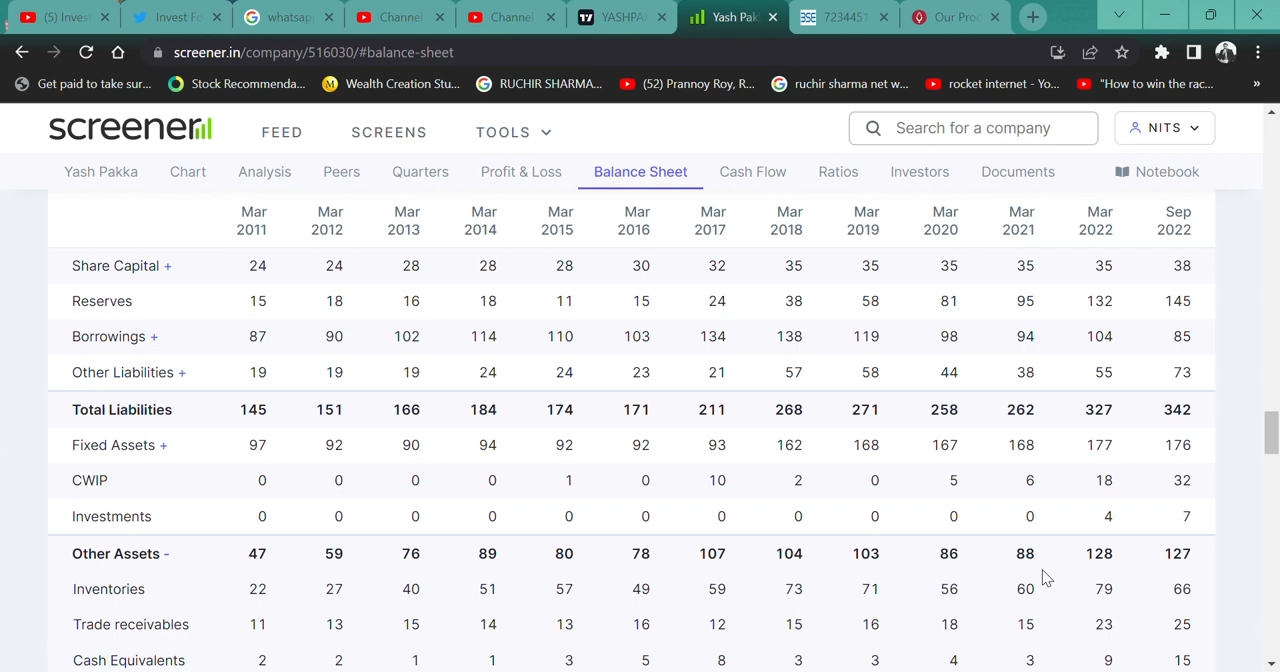 (5) Invest
Invest Fo
whatsap
Channel
Channel
YASHPA
Yash Pak
7234451
Our Pro
screener.in/company/516030/#balance-sheet
Get paid to take sur...
Stock Recommenda...
Wealth Creation Stu...
RUCHIR SHARMA...
(52) Prannoy Roy, R...
ruchir sharma net w...
rocket internet - Yo...
"How to win the rac...
»
screener
FEED
SCREENS
TOOLS
Search for a company
NITS
Yash Pakka
Chart
Analysis
Peers
Quarters
Profit & Loss
Balance Sheet
Cash Flow
Ratios
Investors
Documents
Notebook
Mar 2011 Mar 2012 Mar 2013 Mar 2014 Mar 2015 Mar 2016 Mar 2017 Mar 2018 Mar 2019 Mar 2020 Mar 2021 Mar 2022 Sep 2022
Share Capital + 24 24 28 28 28 30 32 35 35 35 35 35 38
Reserves 15 18 16 18 11 15 24 38 58 81 95 132 145
Borrowings + 87 90 102 114 110 103 134 138 119 98 94 104 85
Other Liabilities + 19 19 19 24 24 23 21 57 58 44 38 55 73
Total Liabilities 145 151 166 184 174 171 211 268 271 258 262 327 342
Fixed Assets + 97 92 90 94 92 92 93 162 168 167 168 177 176
CWIP 0 0 0 0 1 0 10 2 0 5 6 18 32
Investments 0 0 0 0 0 0 0 0 0 0 0 4 7
Other Assets - 47 59 76 89 80 78 107 104 103 86 88 128 127
Inventories 22 27 40 51 57 49 59 73 71 56 60 79 66
Trade receivables 11 13 15 14 13 16 12 15 16 18 15 23 25
Cash Equivalents 2 2 1 1 3 5 8 3 3 4 3 9 15